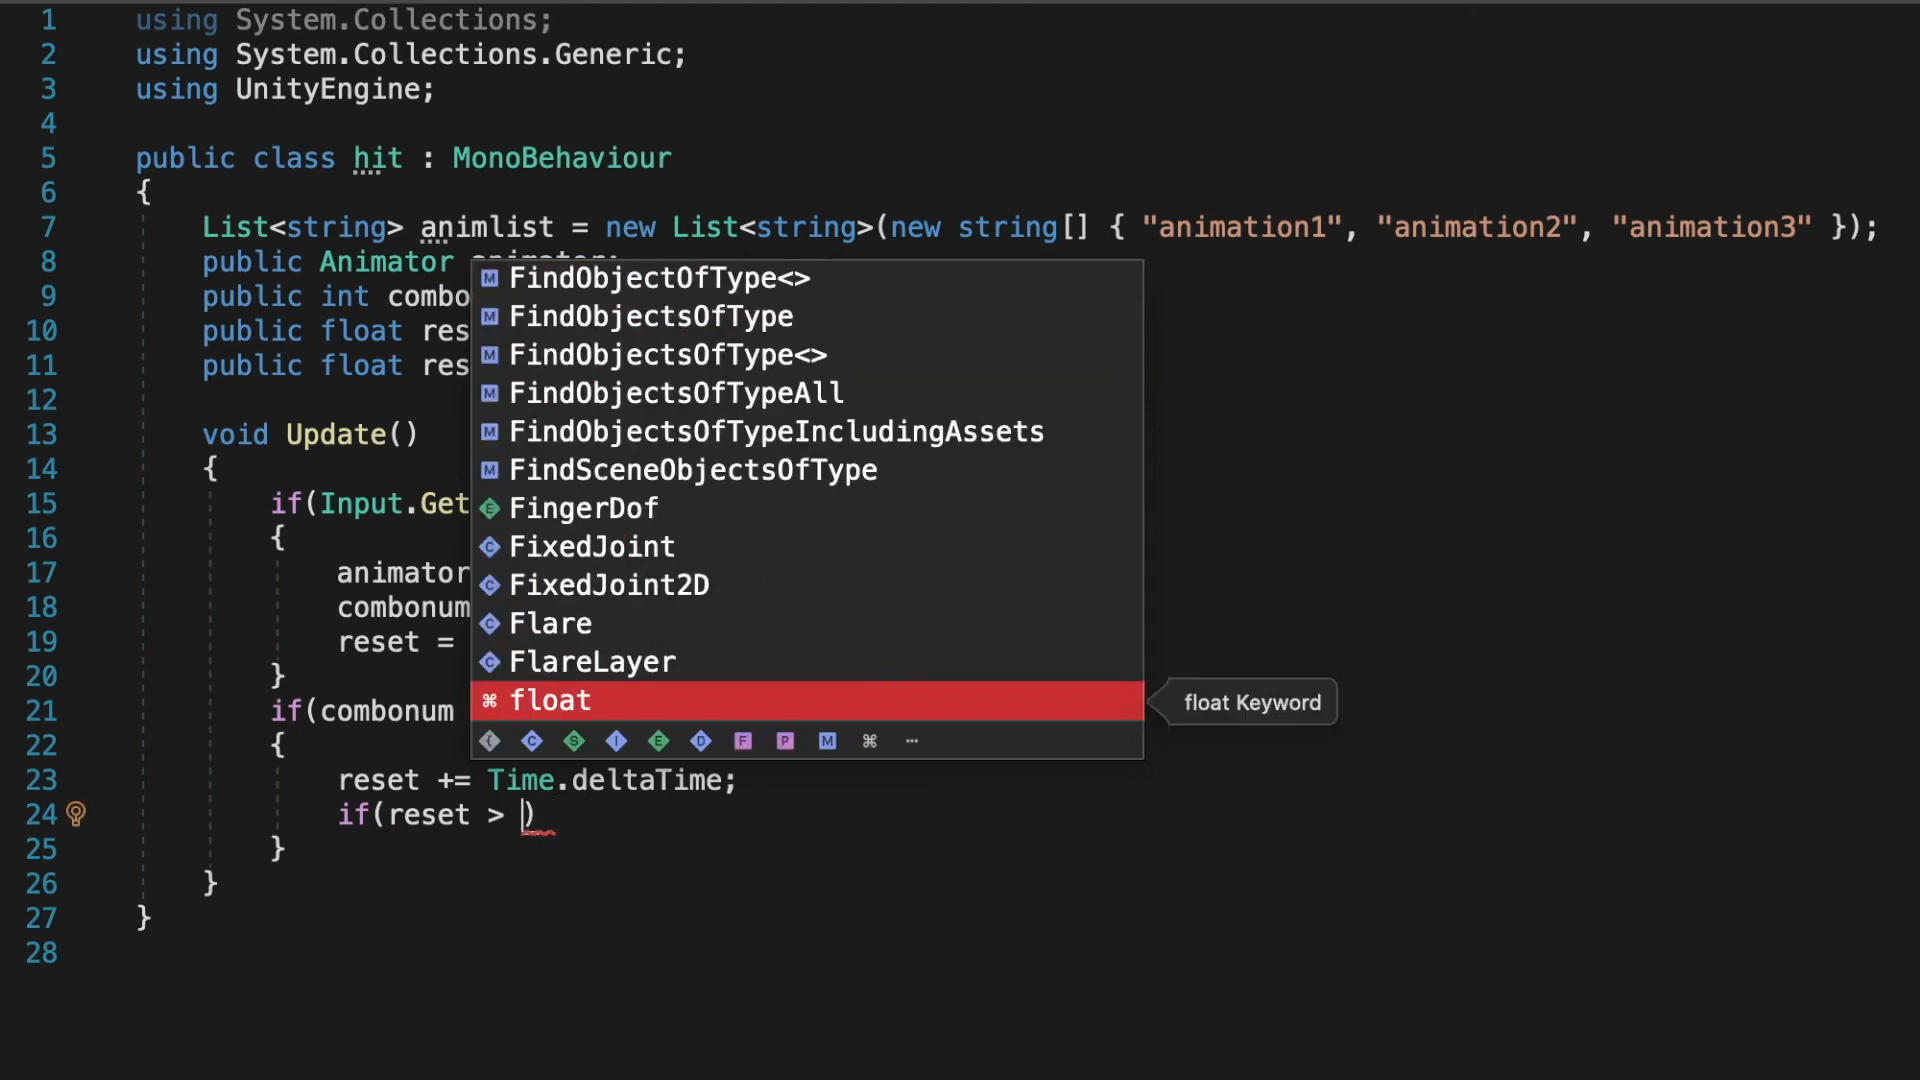 1 using System.Collections;
2 using System.Collections.Generic;
3 using UnityEngine;
4
5 public class hit : MonoBehaviour
6 {
7 List<string> animlist = new List<string>(new string[] { "animation1", "animation2", "animation3" });
8 public Animator
9 public int combo
10 public float res
11 public float res
12
13 void Update()
14 {
15 if(Input.Get
16 {
17 animator
18 combonum
19 reset =
20 }
21 if(combonum
22 {
23 reset += Time.deltaTime;
24 if(reset > )
25 }
26 }
27 }
28
M FindObjectOfType<>
M FindObjectsOfType
M FindObjectsOfType<>
M FindObjectsOfTypeAll
M FindObjectsOfTypeIncludingAssets
M FindSceneObjectsOfType
E FingerDof
C FixedJoint
C FixedJoint2D
C Flare
C FlareLayer
⌘ float
{ C S I E D F P M ⌘ ···
float Keyword